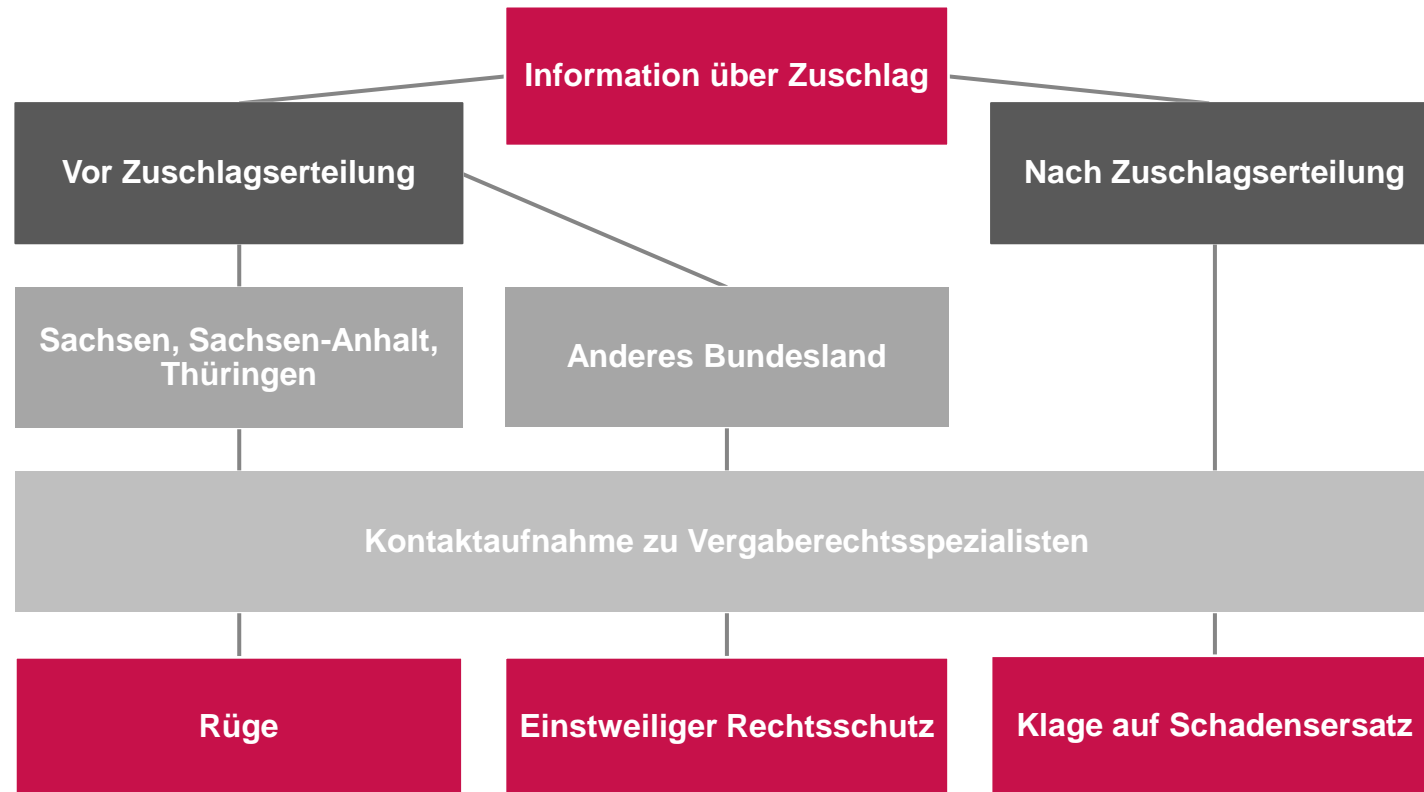 Information über Zuschlag
Vor Zuschlagserteilung
Nach Zuschlagserteilung
Sachsen, Sachsen-Anhalt,
Thüringen
Anderes Bundesland
Kontaktaufnahme zu Vergaberechtsspezialisten
Rüge
Einstweiliger Rechtsschutz
Klage auf Schadensersatz